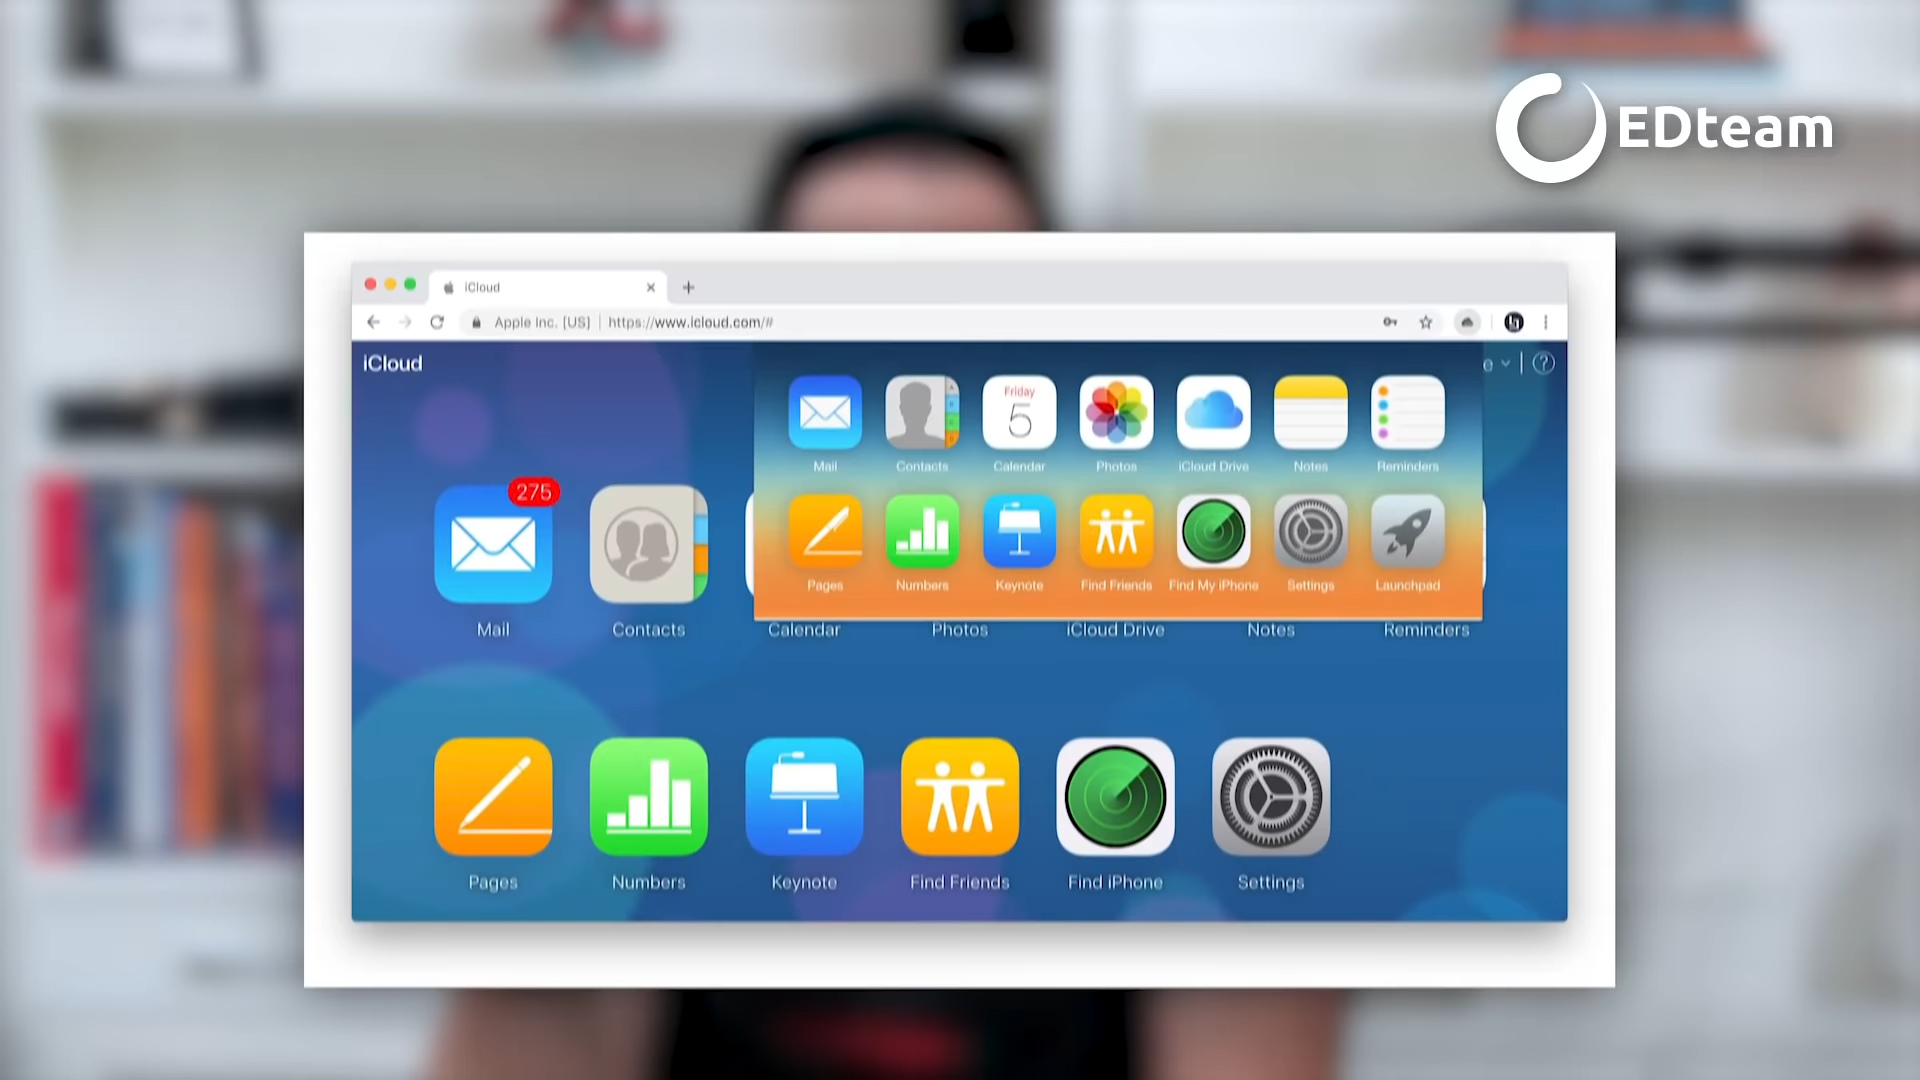 EDteam
iCloud
Apple Inc. [US] https://www.icloud.com/#
iCloud
e
Friday
5
Mail Contacts Calendar Photos iCloud Drive Notes Reminders
275
Pages Numbers Keynote Find Friends Find My iPhone Settings Launchpad
Mail Contacts Calendar Photos iCloud Drive Notes Reminders
Pages Numbers Keynote Find Friends Find iPhone Settings